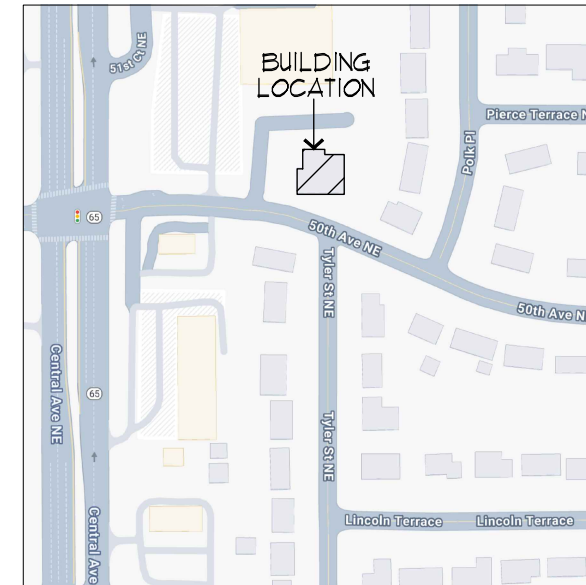 51st Ct NE
BUILDING
LOCATION
Pierce Terrace N
Polk Pl
65
50th Ave NE
Tyler St NE
50th Ave N
Central Ave NE
65
Tyler St NE
Lincoln Terrace
Lincoln Terrace
Central Ave